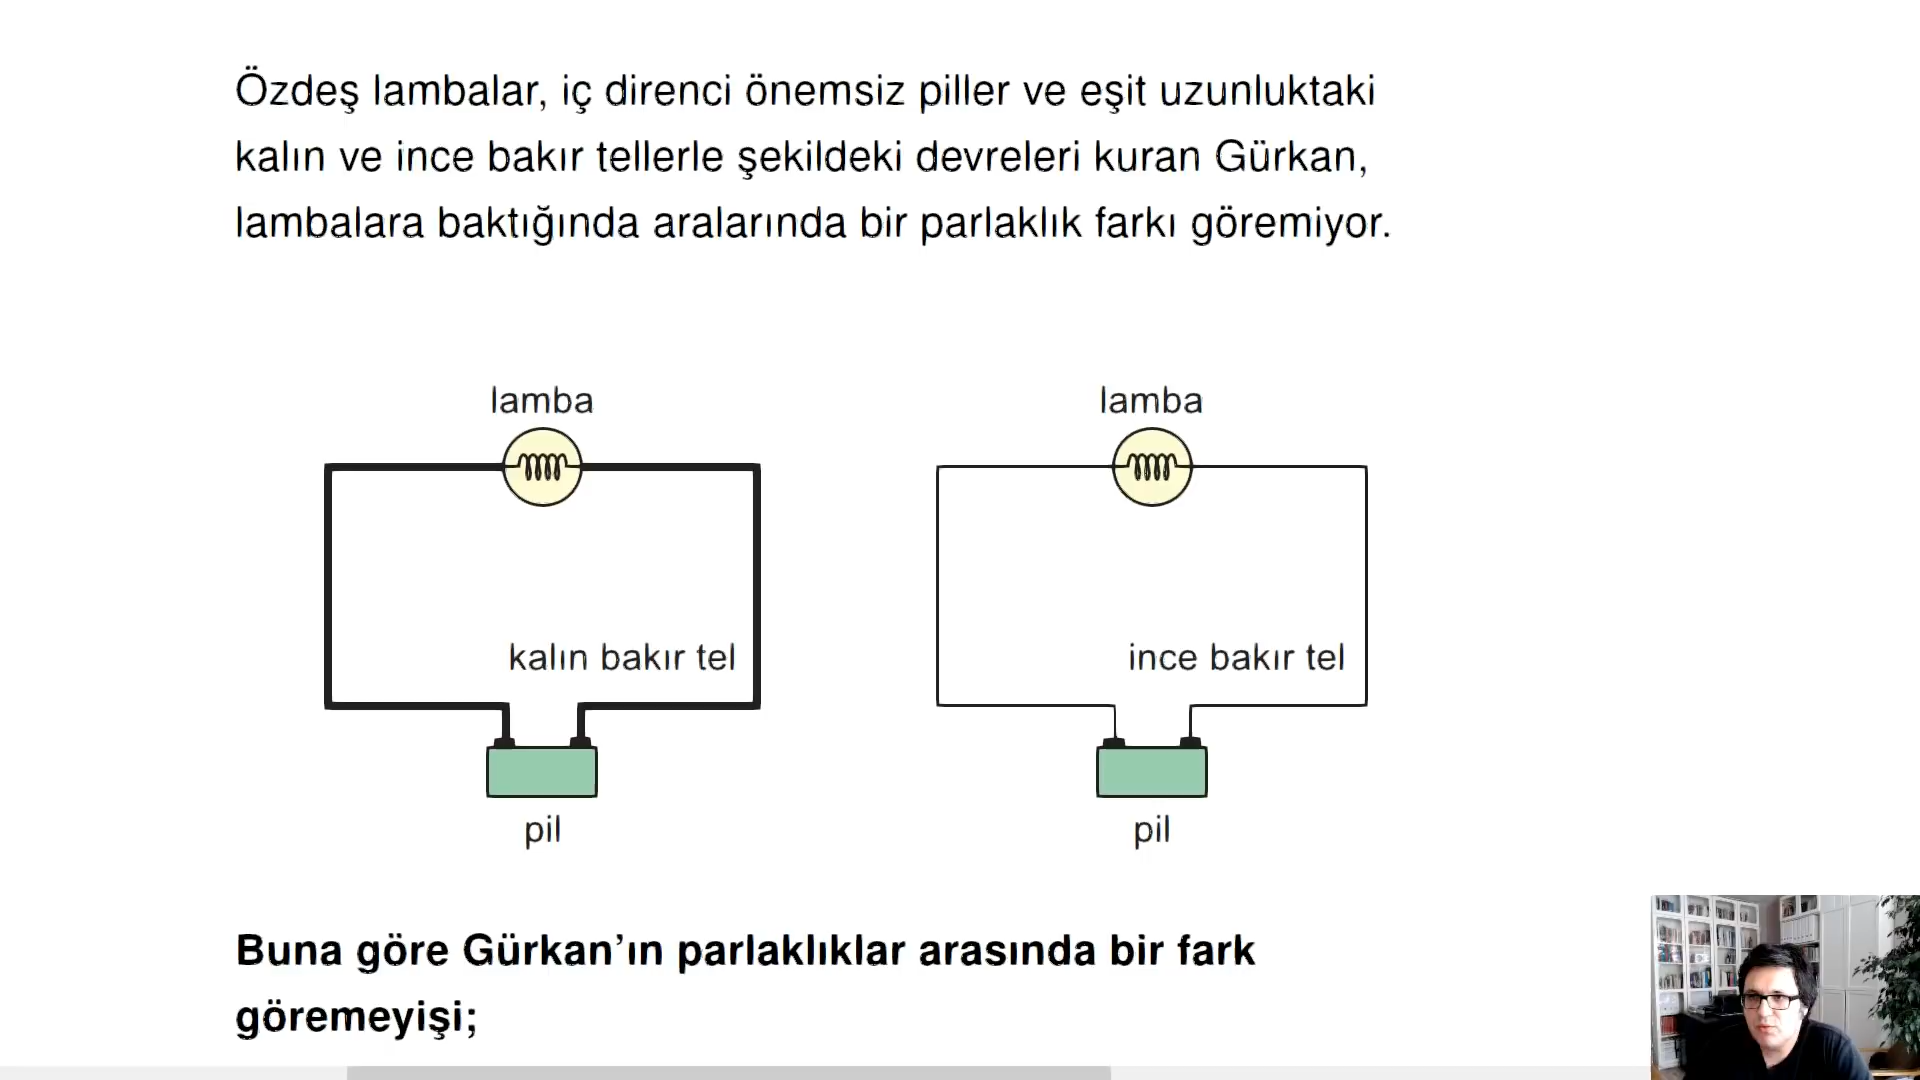 Özdeş lambalar, iç direnci önemsiz piller ve eşit uzunluktaki
kalın ve ince bakır tellerle şekildeki devreleri kuran Gürkan,
lambalara baktığında aralarında bir parlaklık farkı göremiyor.
lamba
lamba
kalın bakır tel
ince bakır tel
pil
pil
Buna göre Gürkan’ın parlaklıklar arasında bir fark
göremeyişi;